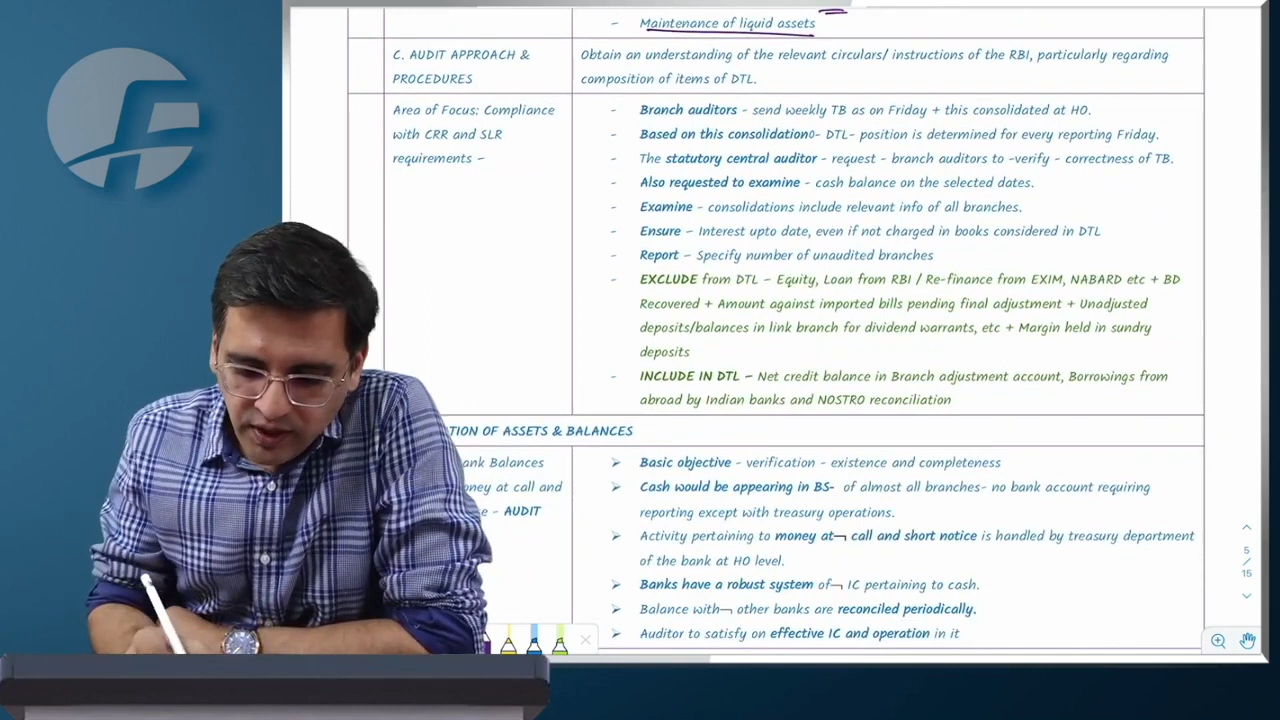 - Maintenance of liquid assets
C. AUDIT APPROACH &
PROCEDURES
Obtain an understanding of the relevant circulars/ instructions of the RBI, particularly regarding
composition of items of DTL.
Area of Focus: Compliance
with CRR and SLR
requirements –
- Branch auditors - send weekly TB as on Friday + this consolidated at HO.
- Based on this consolidation0- DTL- position is determined for every reporting Friday.
- The statutory central auditor - request - branch auditors to -verify - correctness of TB.
- Also requested to examine - cash balance on the selected dates.
- Examine - consolidations include relevant info of all branches.
- Ensure – Interest upto date, even if not charged in books considered in DTL
- Report – Specify number of unaudited branches
- EXCLUDE from DTL – Equity, Loan from RBI / Re-finance from EXIM, NABARD etc + BD
Recovered + Amount against imported bills pending final adjustment + Unadjusted
deposits/balances in link branch for dividend warrants, etc + Margin held in sundry
deposits
- INCLUDE IN DTL – Net credit balance in Branch adjustment account, Borrowings from
abroad by Indian banks and NOSTRO reconciliation
TION OF ASSETS & BALANCES
ank Balances
oney at call and
e - AUDIT
➢ Basic objective - verification - existence and completeness
➢ Cash would be appearing in BS- of almost all branches- no bank account requiring
reporting except with treasury operations.
➢ Activity pertaining to money at¬ call and short notice is handled by treasury department
of the bank at HO level.
➢ Banks have a robust system of¬ IC pertaining to cash.
➢ Balance with¬ other banks are reconciled periodically.
➢ Auditor to satisfy on effective IC and operation in it
5
/
15